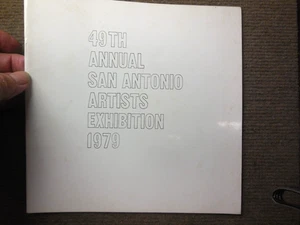 49TH
ANNUAL
SAN ANTONIO
ARTISTS
EXHIBITION
1979